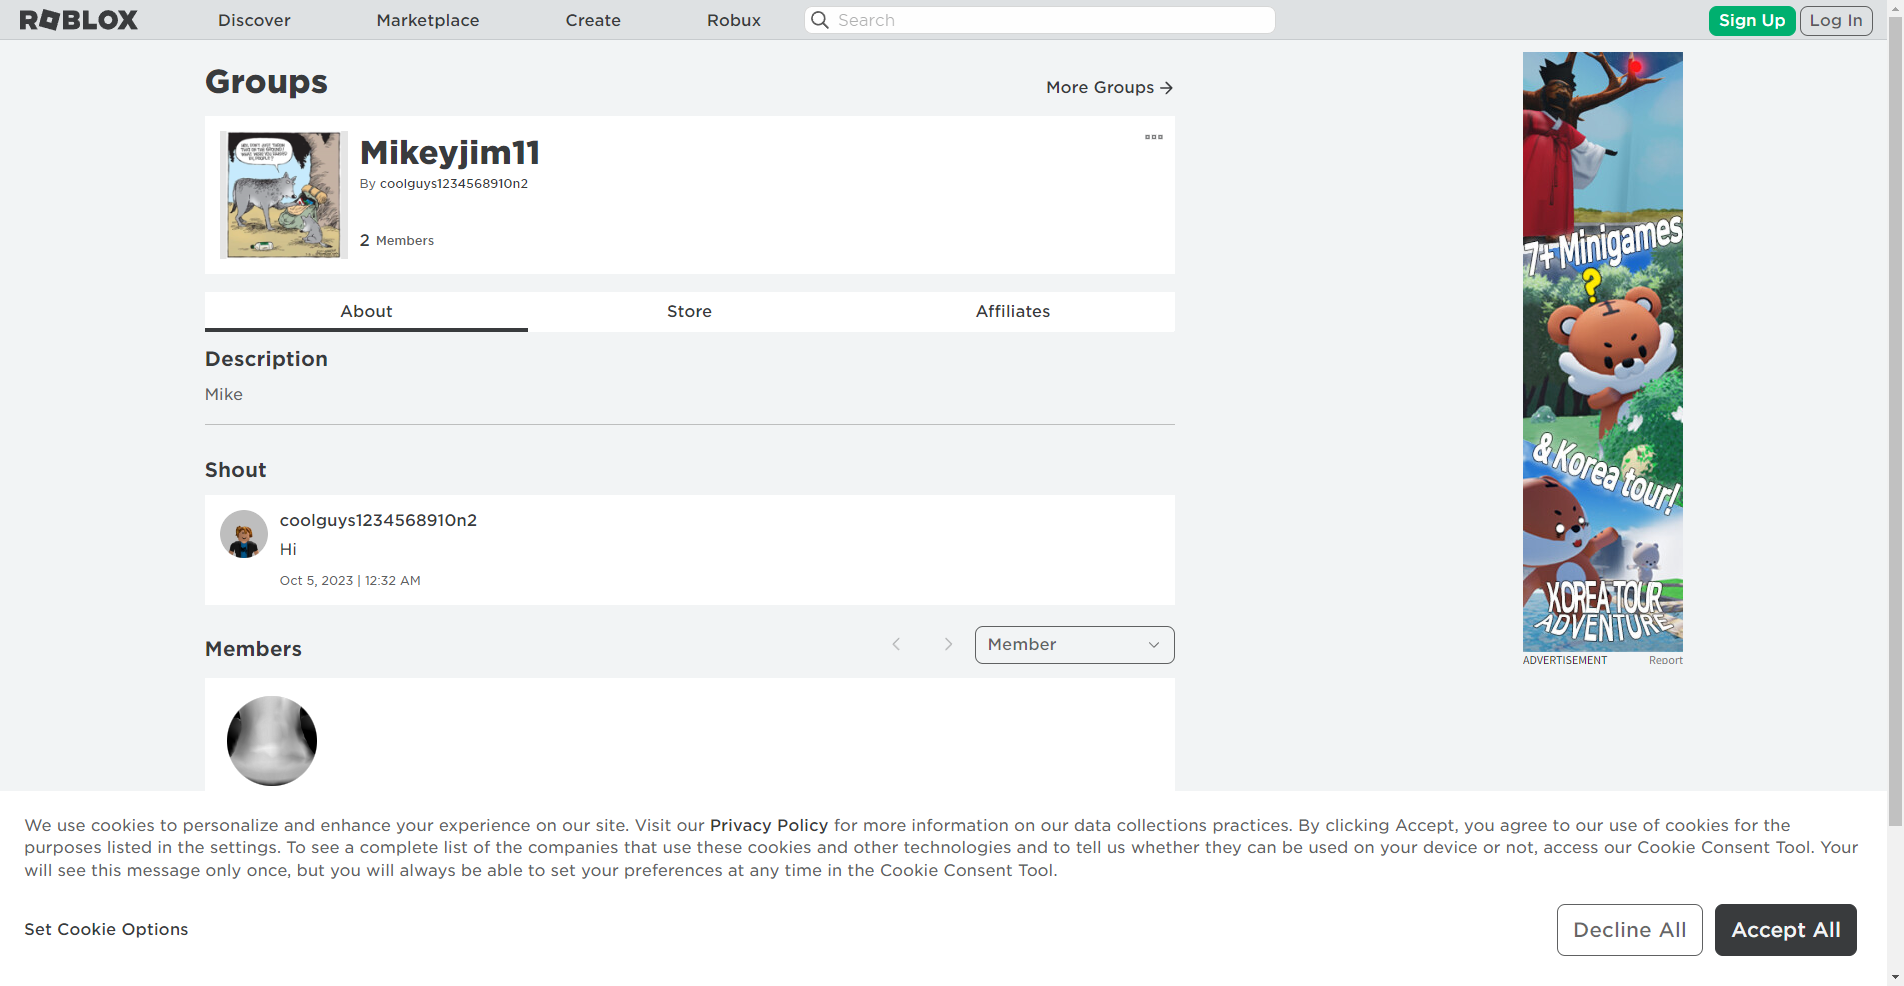 ROBLOX
Discover
Marketplace
Create
Robux
Search
Sign Up
Log In
Groups
More Groups
Mikeyjim11
By coolguys1234568910n2
2 Members
About
Store
Affiliates
Description
Mike
Shout
coolguys1234568910n2
Hi
Oct 5, 2023 | 12:32 AM
Members
Member
7+ Minigames
?
& Korea tour!
KOREA TOUR
ADVENTURE
ADVERTISEMENT
Report
We use cookies to personalize and enhance your experience on our site. Visit our Privacy Policy for more information on our data collections practices. By clicking Accept, you agree to our use of cookies for the
purposes listed in the settings. To see a complete list of the companies that use these cookies and other technologies and to tell us whether they can be used on your device or not, access our Cookie Consent Tool. Your
will see this message only once, but you will always be able to set your preferences at any time in the Cookie Consent Tool.
Set Cookie Options
Decline All
Accept All